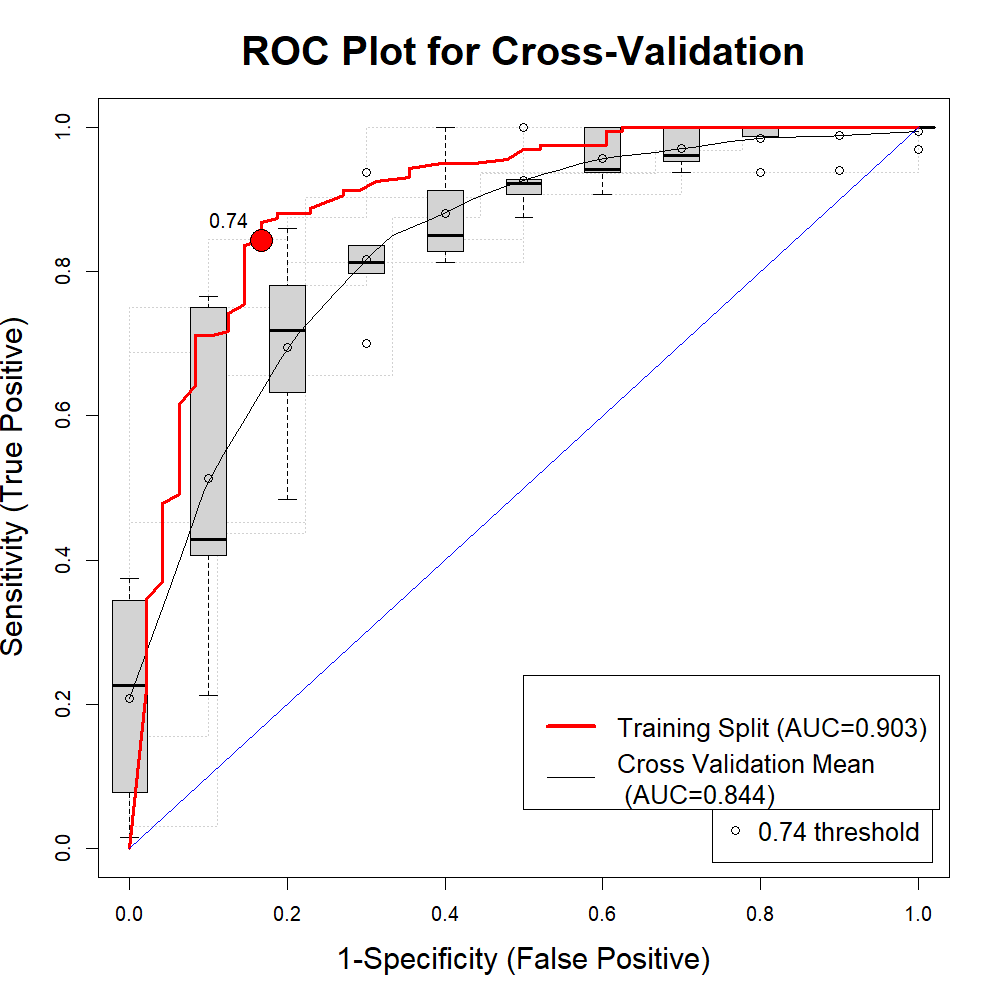 ROC Plot for Cross-Validation
Sensitivity (True Positive)
1.0
0.8
0.6
0.4
0.2
0.0
0.74
Training Split (AUC=0.903)
Cross Validation Mean
(AUC=0.844)
0.74 threshold
0.0 0.2 0.4 0.6 0.8 1.0
1-Specificity (False Positive)